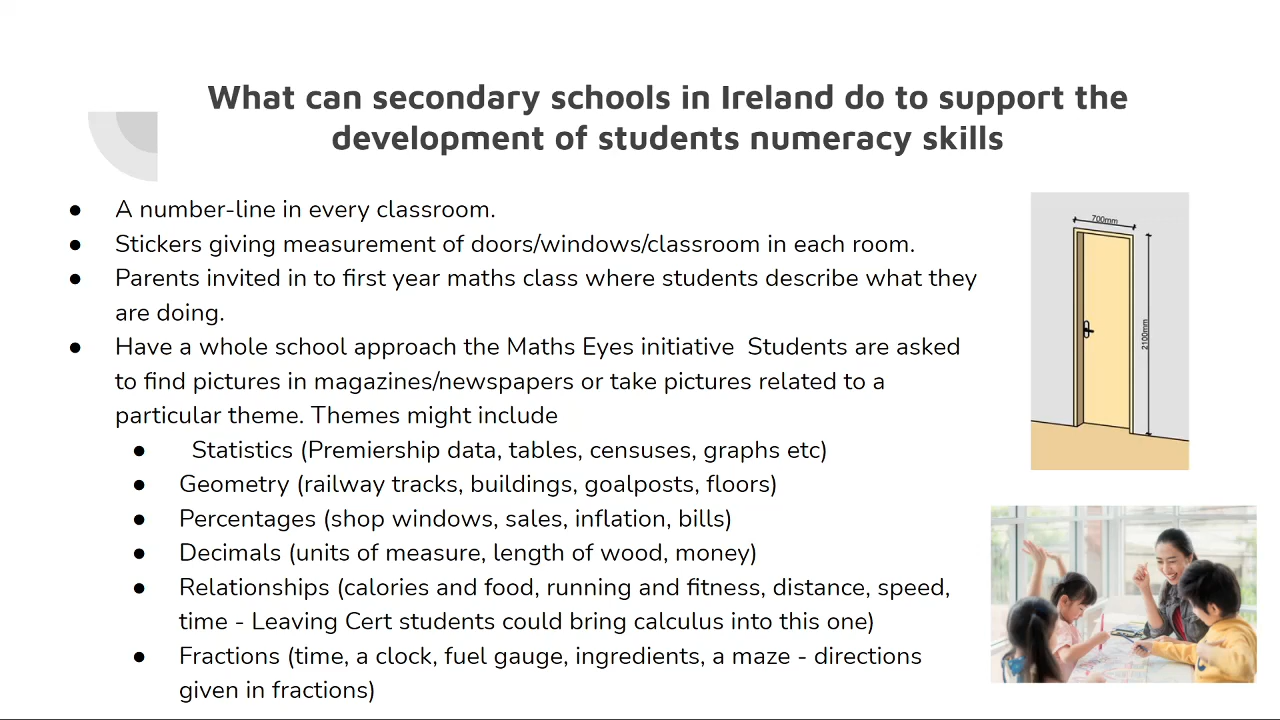 What can secondary schools in Ireland do to support the
development of students numeracy skills
● A number-line in every classroom.
● Stickers giving measurement of doors/windows/classroom in each room.
● Parents invited in to first year maths class where students describe what they
are doing.
● Have a whole school approach the Maths Eyes initiative  Students are asked
to find pictures in magazines/newspapers or take pictures related to a
particular theme. Themes might include
● Statistics (Premiership data, tables, censuses, graphs etc)
● Geometry (railway tracks, buildings, goalposts, floors)
● Percentages (shop windows, sales, inflation, bills)
● Decimals (units of measure, length of wood, money)
● Relationships (calories and food, running and fitness, distance, speed,
time - Leaving Cert students could bring calculus into this one)
● Fractions (time, a clock, fuel gauge, ingredients, a maze - directions
given in fractions)
700mm
2100mm